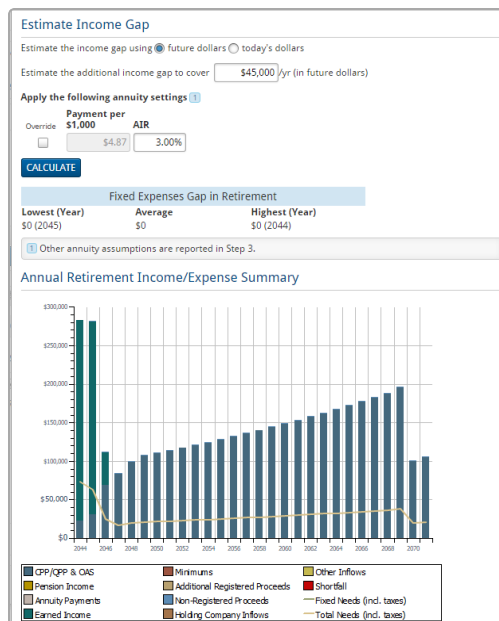 Estimate Income Gap
Estimate the income gap using future dollars today's dollars
Estimate the additional income gap to cover $45,000 /yr (in future dollars)
Apply the following annuity settings 1
Payment per
Override $1,000 AIR
$4.87 3.00%
CALCULATE
Fixed Expenses Gap in Retirement
Lowest (Year) Average Highest (Year)
$0 (2045) $0 $0 (2044)
1 Other annuity assumptions are reported in Step 3.
Annual Retirement Income/Expense Summary
$300,000
$250,000
$200,000
$150,000
$100,000
$50,000
$0
2044 2046 2048 2050 2052 2054 2056 2058 2060 2062 2064 2066 2068 2070
CPP/QPP & OAS Minimums Other Inflows
Pension Income Additional Registered Proceeds Shortfall
Annuity Payments Non-Registered Proceeds Fixed Needs (incl. taxes)
Earned Income Holding Company Inflows Total Needs (incl. taxes)